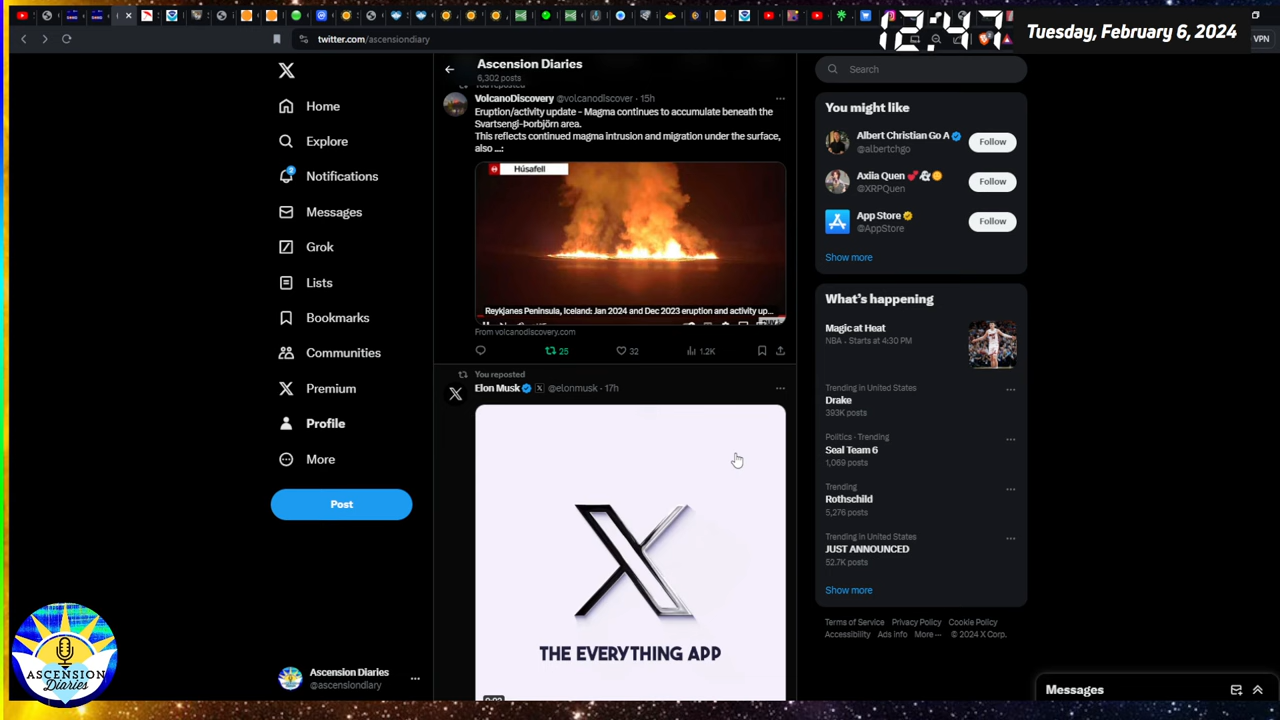 12:47
Tuesday, February 6, 2024
twitter.com/ascensiondiary
VPN
Home
Explore
2
Notifications
Messages
Grok
Lists
Bookmarks
Communities
Premium
Profile
More
Post
Ascension Diaries
@ascensiondiary
ASCENSION
Diaries
Ascension Diaries
6,302 posts
You reposted
VolcanoDiscovery @volcanodiscover · 15h
Eruption/activity update - Magma continues to accumulate beneath the
Svartsengi-Þorbjörn area.
This reflects continued magma intrusion and migration under the surface,
also ...:
Húsafell
Reykjanes Peninsula, Iceland: Jan 2024 and Dec 2023 eruption and activity up...
From volcanodiscovery.com
25
32
1.2K
You reposted
Elon Musk @elonmusk · 17h
THE EVERYTHING APP
Search
You might like
Albert Christian Go A
@albertchgo
Follow
Axiia Quen
@XRPQuen
Follow
App Store
@AppStore
Follow
Show more
What's happening
Magic at Heat
NBA · Starts at 4:30 PM
Trending in United States
Drake
393K posts
Politics · Trending
Seal Team 6
1,069 posts
Trending
Rothschild
5,276 posts
Trending in United States
JUST ANNOUNCED
52.7K posts
Show more
Terms of Service Privacy Policy Cookie Policy
Accessibility Ads info More ··· © 2024 X Corp.
Messages